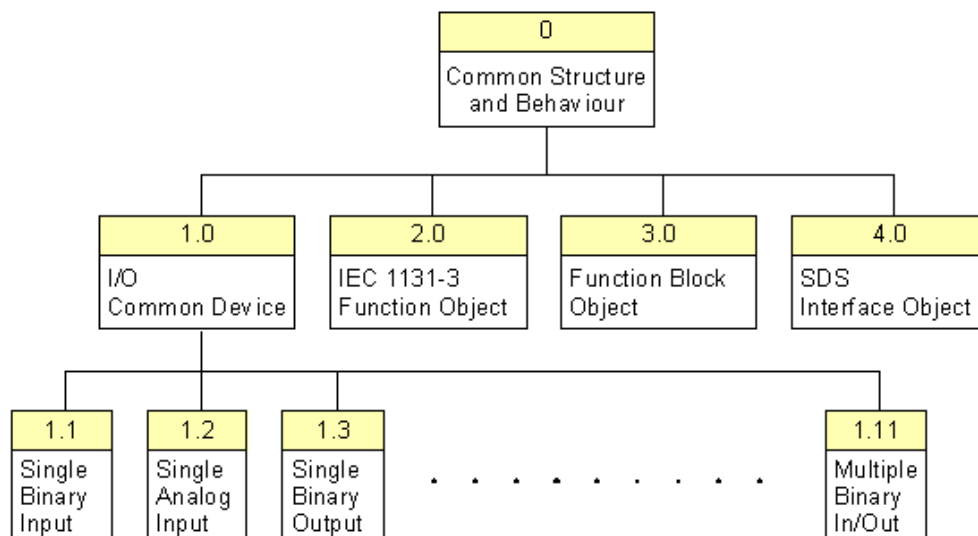 0
Common Structure
and Behaviour
1.0
I/O
Common Device
2.0
IEC 1131-3
Function Object
3.0
Function Block
Object
4.0
SDS
Interface Object
1.1
Single
Binary
Input
1.2
Single
Analog
Input
1.3
Single
Binary
Output
. . . . . . . . .
1.11
Multiple
Binary
In/Out